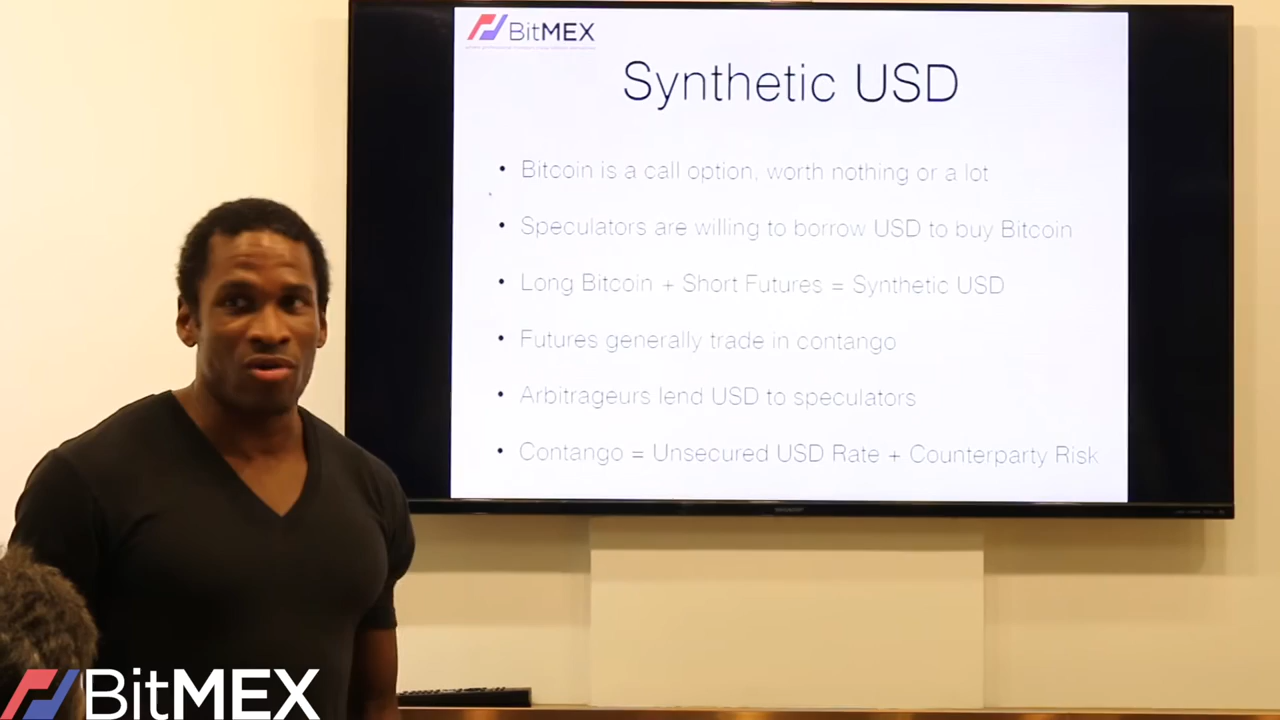 BitMEX
Synthetic USD
• Bitcoin is a call option, worth nothing or a lot
• Speculators are willing to borrow USD to buy Bitcoin
• Long Bitcoin + Short Futures = Synthetic USD
• Futures generally trade in contango
• Arbitrageurs lend USD to speculators
• Contango = Unsecured USD Rate + Counterparty Risk
SHARP
BitMEX